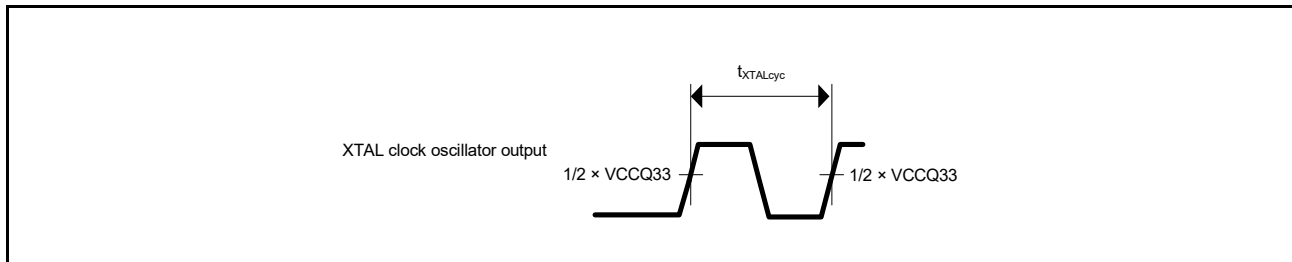 tXTALcyc
XTAL clock oscillator output
1/2 × VCCQ33
1/2 × VCCQ33